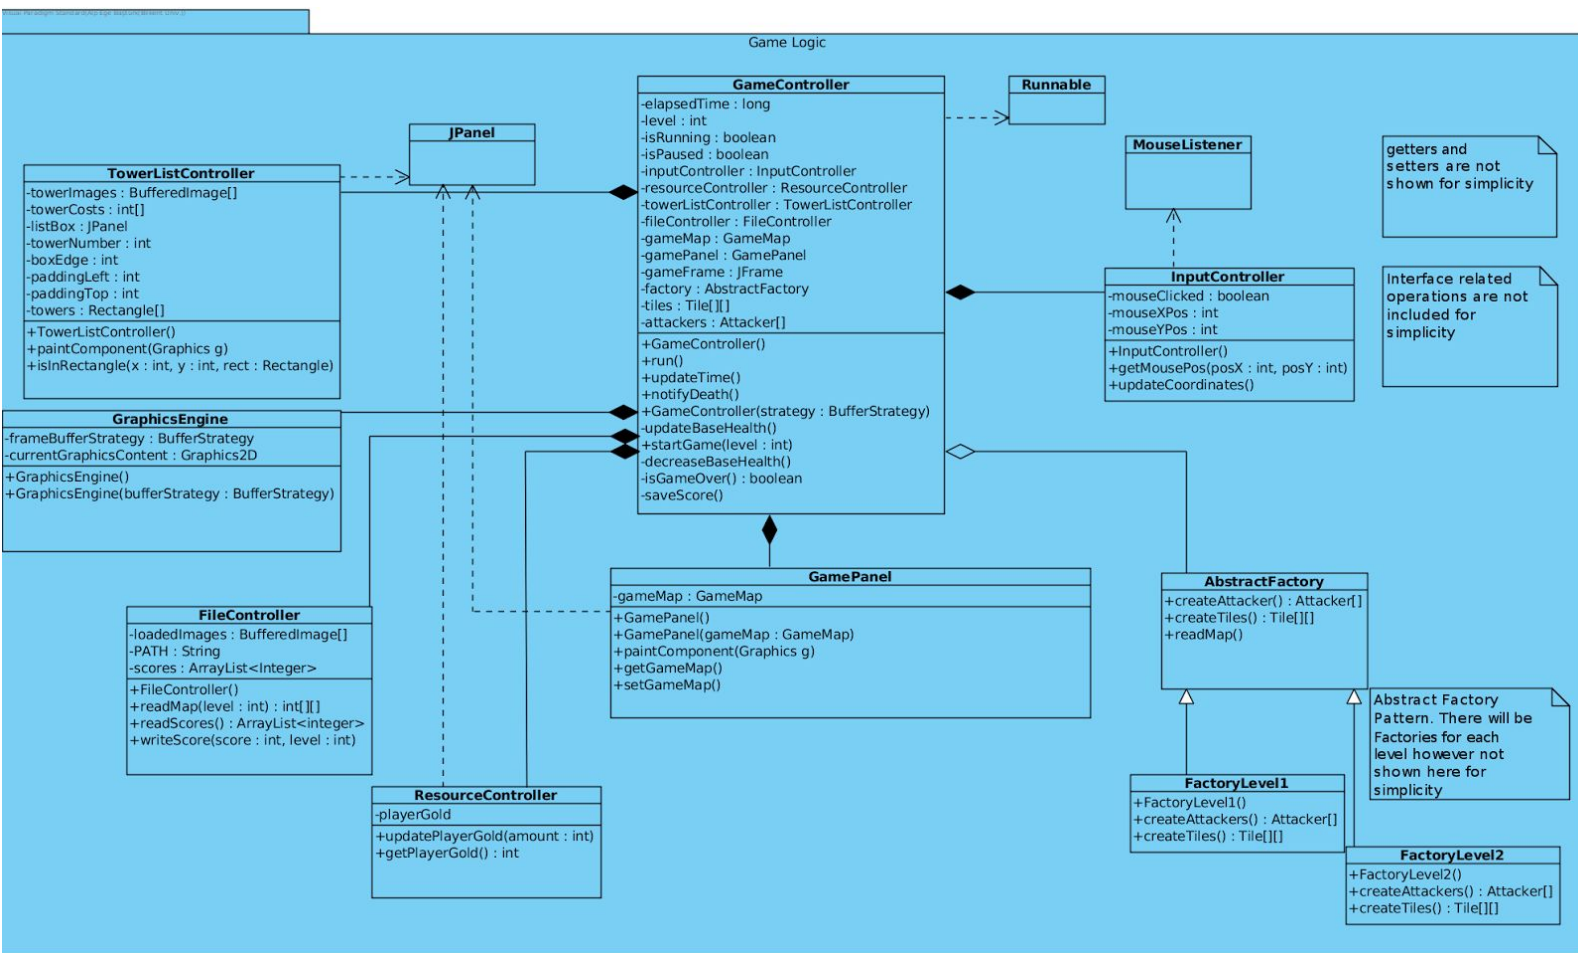 Game Logic
GameController
-elapsedTime : long
-level : int
-isRunning : boolean
-isPaused : boolean
-inputController : InputController
-resourceController : ResourceController
-towerListController : TowerListController
-fileController : FileController
-gameMap : GameMap
-gamePanel : GamePanel
-gameFrame : JFrame
-factory : AbstractFactory
-tiles : Tile[][]
-attackers : Attacker[]
+GameController()
+run()
+updateTime()
+notifyDeath()
+GameController(strategy : BufferStrategy)
-updateBaseHealth()
+startGame(level : int)
-decreaseBaseHealth()
-isGameOver() : boolean
-saveScore()
Runnable
JPanel
MouseListener
getters and
setters are not
shown for simplicity
TowerListController
-towerImages : BufferedImage[]
-towerCosts : int[]
-listBox : JPanel
-towerNumber : int
-boxEdge : int
-paddingLeft : int
-paddingTop : int
-towers : Rectangle[]
+TowerListController()
+paintComponent(Graphics g)
+isInRectangle(x : int, y : int, rect : Rectangle)
InputController
-mouseClicked : boolean
-mouseXPos : int
-mouseYPos : int
+InputController()
+getMousePos(posX : int, posY : int)
+updateCoordinates()
Interface related
operations are not
included for
simplicity
GraphicsEngine
-frameBufferStrategy : BufferStrategy
-currentGraphicsContent : Graphics2D
+GraphicsEngine()
+GraphicsEngine(bufferStrategy : BufferStrategy)
GamePanel
-gameMap : GameMap
+GamePanel()
+GamePanel(gameMap : GameMap)
+paintComponent(Graphics g)
+getGameMap()
+setGameMap()
AbstractFactory
+createAttacker() : Attacker[]
+createTiles() : Tile[][]
+readMap()
FileController
-loadedImages : BufferedImage[]
-PATH : String
-scores : ArrayList<Integer>
+FileController()
+readMap(level : int) : int[][]
+readScores() : ArrayList<integer>
+writeScore(score : int, level : int)
Abstract Factory
Pattern. There will be
Factories for each
level however not
shown here for
simplicity
ResourceController
-playerGold
+updatePlayerGold(amount : int)
+getPlayerGold() : int
FactoryLevel1
+FactoryLevel1()
+createAttackers() : Attacker[]
+createTiles() : Tile[][]
FactoryLevel2
+FactoryLevel2()
+createAttackers() : Attacker[]
+createTiles() : Tile[][]